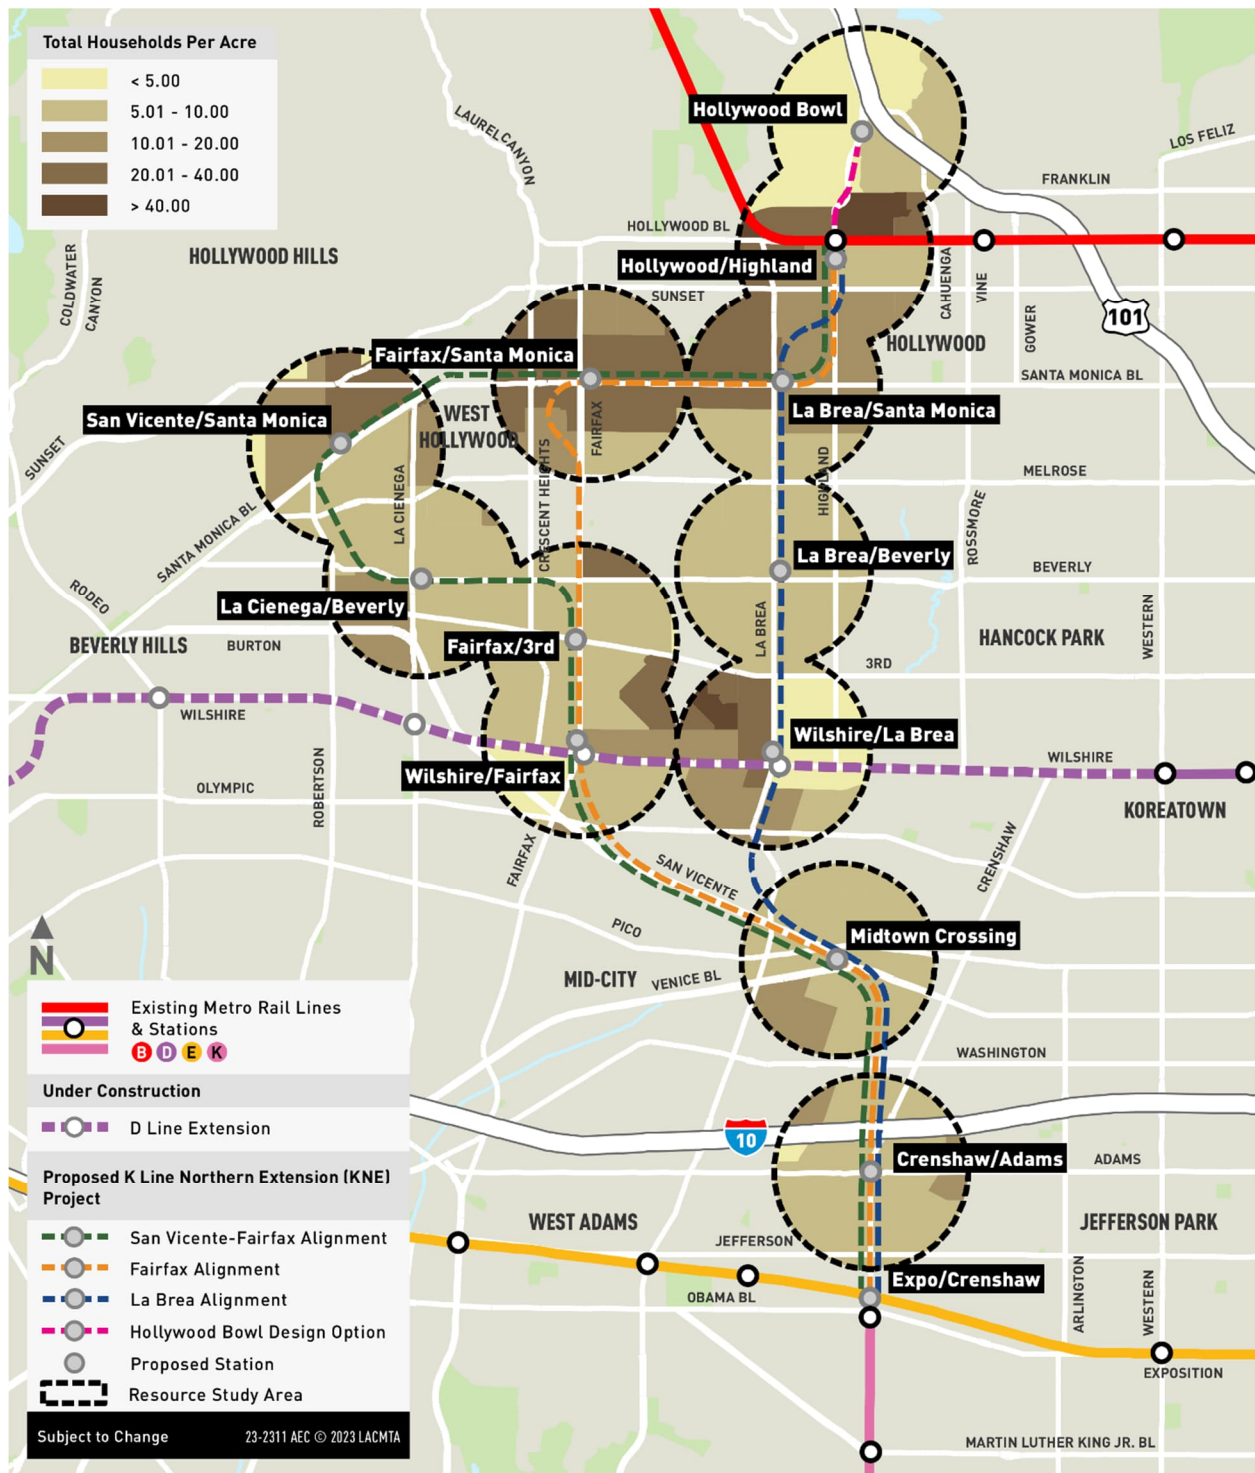 Total Households Per Acre
< 5.00
5.01 - 10.00
10.01 - 20.00
20.01 - 40.00
> 40.00
Hollywood Bowl
LAUREL CANYON
LOS FELIZ
FRANKLIN
HOLLYWOOD BL
HOLLYWOOD HILLS
COLDWATER
CANYON
Hollywood/Highland
SUNSET
CAHUENGA
VINE
GOWER
101
HOLLYWOOD
Fairfax/Santa Monica
SANTA MONICA BL
San Vicente/Santa Monica
WEST
HOLLYWOOD
La Brea/Santa Monica
FAIRFAX
SUNSET
LA CIENEGA
CRESCENT HEIGHTS
HIGHLAND
MELROSE
SANTA MONICA BL
ROSSMORE
La Brea/Beverly
BEVERLY
RODEO
La Cienega/Beverly
LA BREA
WESTERN
BEVERLY HILLS
BURTON
Fairfax/3rd
HANCOCK PARK
3RD
WILSHIRE
Wilshire/La Brea
WILSHIRE
Wilshire/Fairfax
OLYMPIC
ROBERTSON
KOREATOWN
FAIRFAX
SAN VICENTE
CRENSHAW
PICO
Midtown Crossing
MID-CITY
VENICE BL
N
WASHINGTON
10
Crenshaw/Adams
ADAMS
WEST ADAMS
JEFFERSON
JEFFERSON PARK
Expo/Crenshaw
OBAMA BL
ARLINGTON
WESTERN
EXPOSITION
MARTIN LUTHER KING JR. BL
Existing Metro Rail Lines
& Stations
B D E K
Under Construction
D Line Extension
Proposed K Line Northern Extension (KNE)
Project
San Vicente-Fairfax Alignment
Fairfax Alignment
La Brea Alignment
Hollywood Bowl Design Option
Proposed Station
Resource Study Area
Subject to Change
23-2311 AEC © 2023 LACMTA